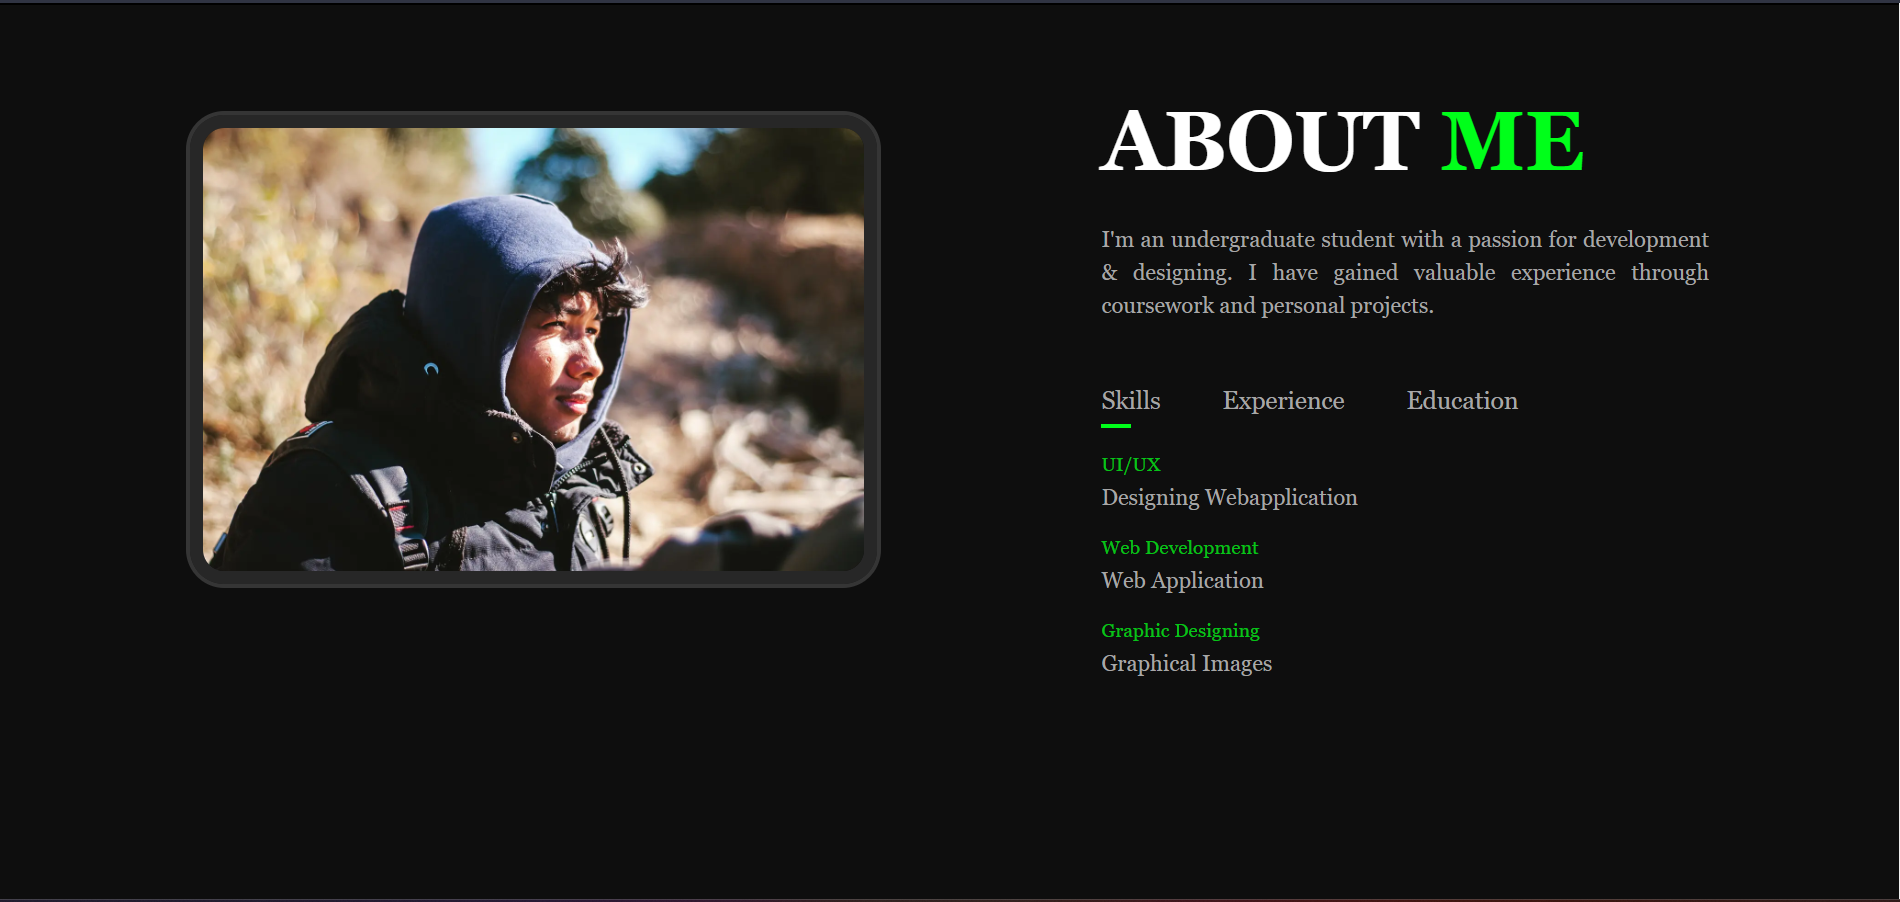 ABOUT ME
I'm an undergraduate student with a passion for development
& designing. I have gained valuable experience through
coursework and personal projects.
Skills Experience Education
UI/UX
Designing Webapplication
Web Development
Web Application
Graphic Designing
Graphical Images